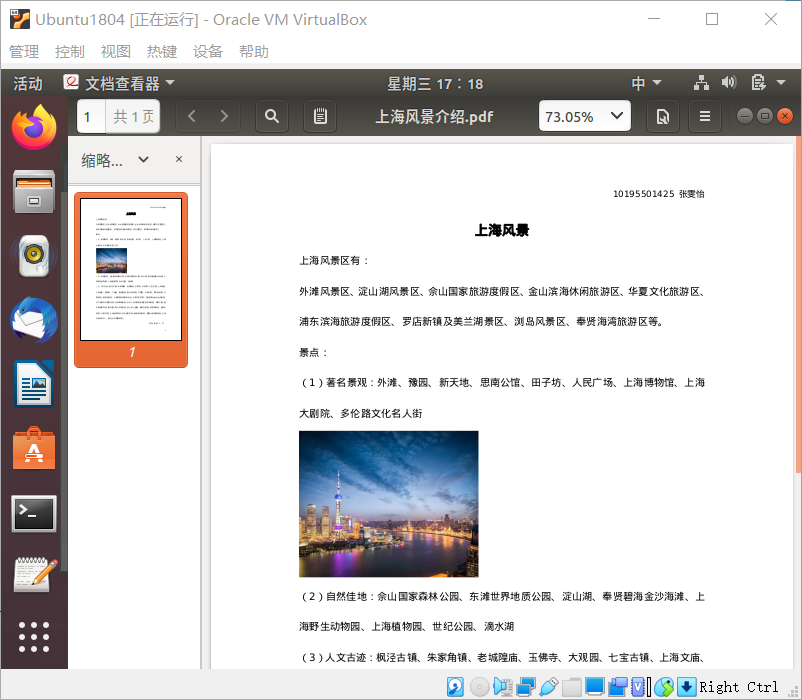 Ubuntu1804 [正在运行] - Oracle VM VirtualBox
管理 控制 视图 热键 设备 帮助
活动 文档查看器 星期三 17：18 中
1 共 1 页 上海风景介绍.pdf 73.05%
缩略...
10195501425 张雯怡
上海风景
上海风景区有：
外滩风景区、淀山湖风景区、佘山国家旅游度假区、金山滨海休闲旅游区、华夏文化旅游区、
浦东滨海旅游度假区、罗店新镇及美兰湖景区、浏岛风景区、奉贤海湾旅游区等。
景点：
（1）著名景观：外滩、豫园、新天地、思南公馆、田子坊、人民广场、上海博物馆、上海
大剧院、多伦路文化名人街
1
（2）自然佳地：佘山国家森林公园、东滩世界地质公园、淀山湖、奉贤碧海金沙海滩、上
海野生动物园、上海植物园、世纪公园、滴水湖
（3）人文古迹：枫泾古镇、朱家角镇、老城隍庙、玉佛寺、大观园、七宝古镇、上海文庙、
Right Ctrl